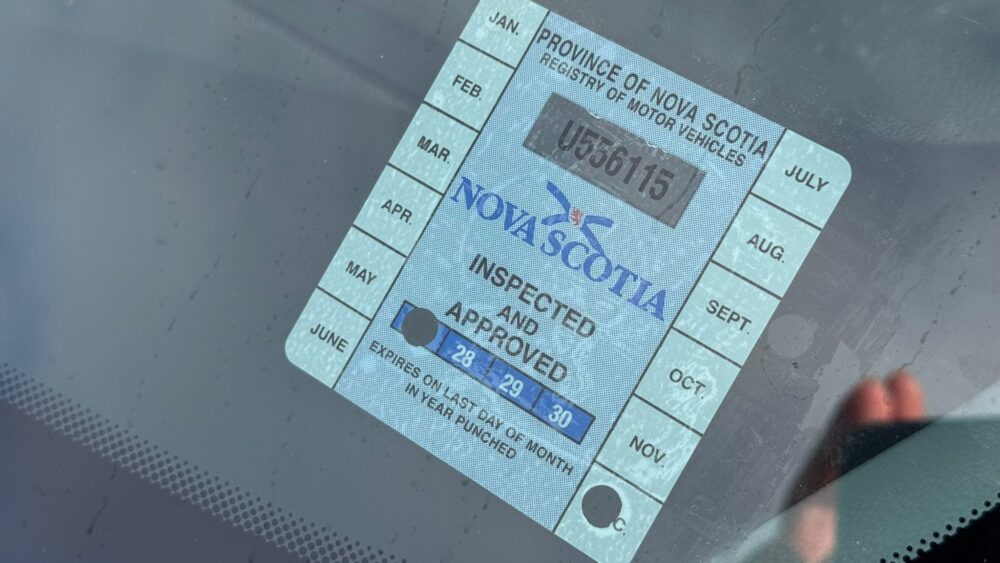 JAN.
FEB.
MAR.
APR.
MAY
JUNE
PROVINCE OF NOVA SCOTIA
REGISTRY OF MOTOR VEHICLES
U556115
NOVA SCOTIA
INSPECTED
AND
APPROVED
28 29 30
EXPIRES ON LAST DAY OF MONTH
IN YEAR PUNCHED
JULY
AUG.
SEPT.
OCT.
NOV.
C.